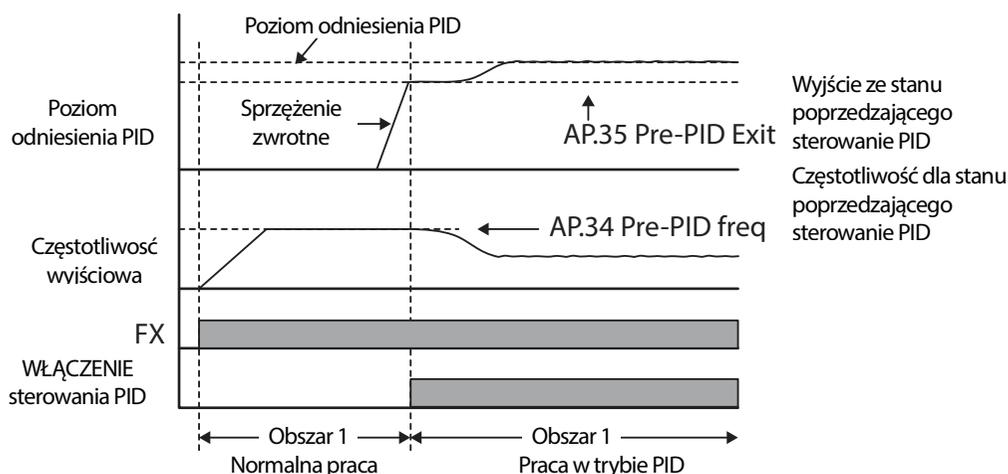 Poziom odniesienia PID
Poziom
odniesienia PID
Sprzężenie
zwrotne
AP.35 Pre-PID Exit
Wyjście ze stanu
poprzedzającego
sterowanie PID
Częstotliwość dla stanu
poprzedzającego
sterowanie PID
AP.34 Pre-PID freq
Częstotliwosć
wyjściowa
FX
WŁĄCZENIE
sterowania PID
Obszar 1
Normalna praca
Obszar 1
Praca w trybie PID